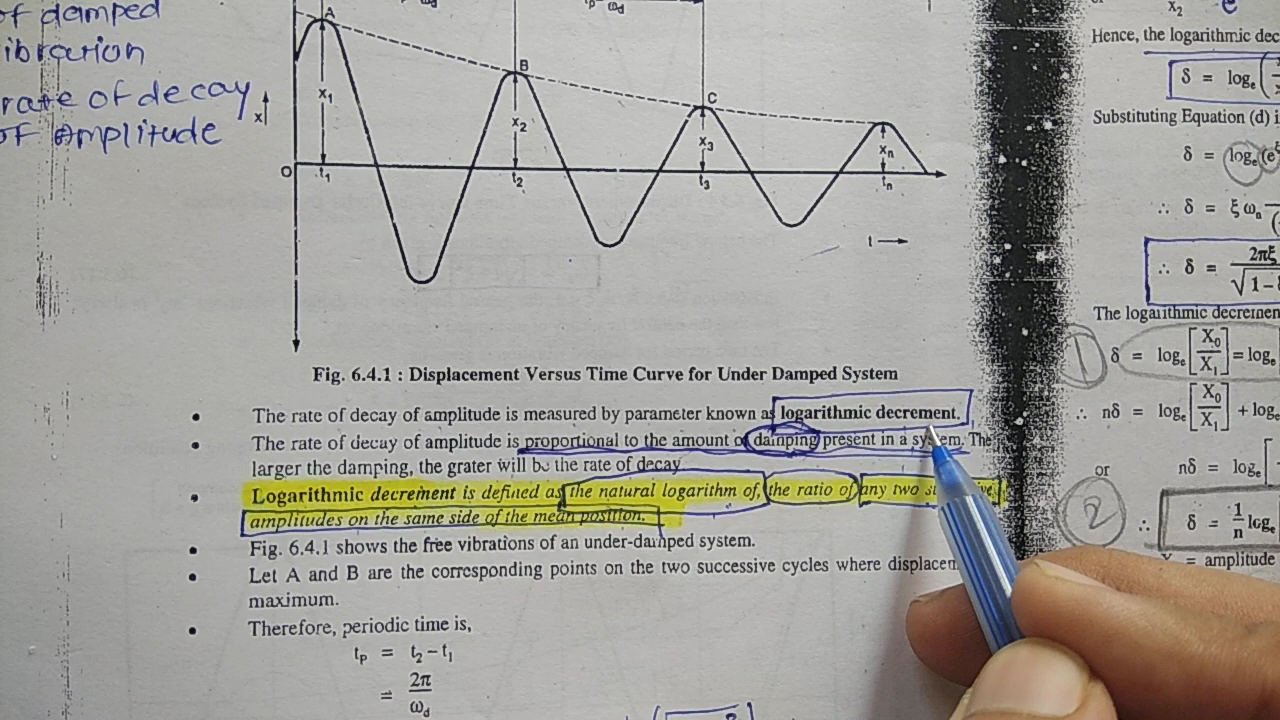 of damped
ibration
rate of decay
of Amplitude
A
B
C
x₁
x₂
x₃
xₙ
x
O
t₁
t₂
t₃
tₙ
t
Fig. 6.4.1 : Displacement Versus Time Curve for Under Damped System
• The rate of decay of amplitude is measured by parameter known as logarithmic decrement.
• The rate of decay of amplitude is proportional to the amount of damping present in a system. The
larger the damping, the grater will be the rate of decay
• Logarithmic decrement is defined as the natural logarithm of, the ratio of any two
amplitudes on the same side of the mean position.
• Fig. 6.4.1 shows the free vibrations of an under-damped system.
• Let A and B are the corresponding points on the two successive cycles where
maximum.
• Therefore, periodic time is,
tₚ = t₂ – t₁
= 2π / ω_d
x₂ e
Hence, the logarithmic dec
δ = logₑ
Substituting Equation (d) i
δ = logₑ (e
∴ δ = ξ ωₙ
∴ δ = 2πξ / √1 –
The logarithmic decremen
1 δ = logₑ [X₀ / X₁] = logₑ
∴ nδ = logₑ [X₀ / X₁] + log
or nδ = logₑ [
2 ∴ δ = 1/n log
= amplitude